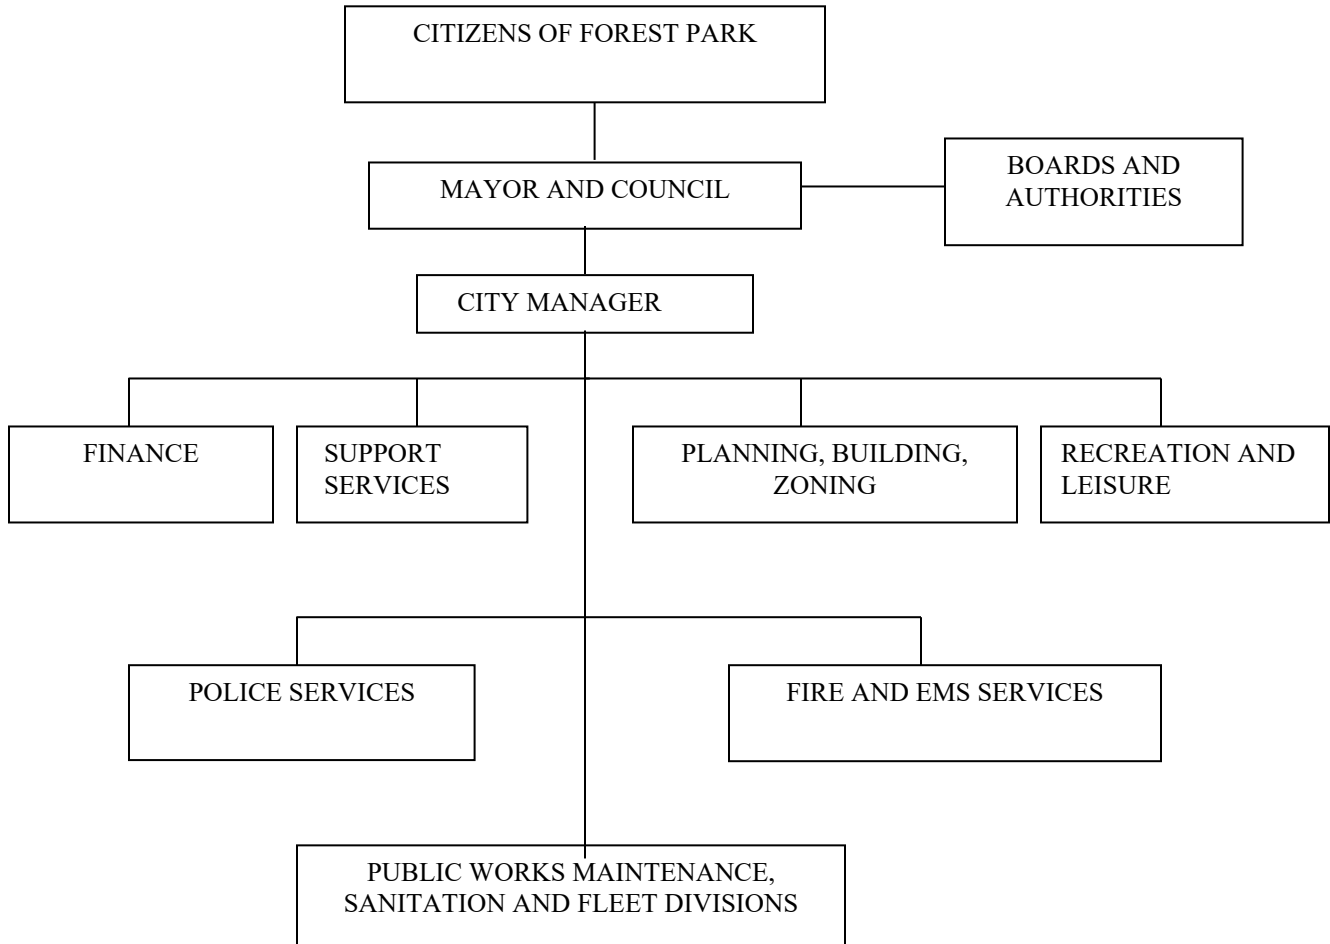 CITIZENS OF FOREST PARK
MAYOR AND COUNCIL
BOARDS AND
AUTHORITIES
CITY MANAGER
FINANCE
SUPPORT
SERVICES
PLANNING, BUILDING,
ZONING
RECREATION AND
LEISURE
POLICE SERVICES
FIRE AND EMS SERVICES
PUBLIC WORKS MAINTENANCE,
SANITATION AND FLEET DIVISIONS